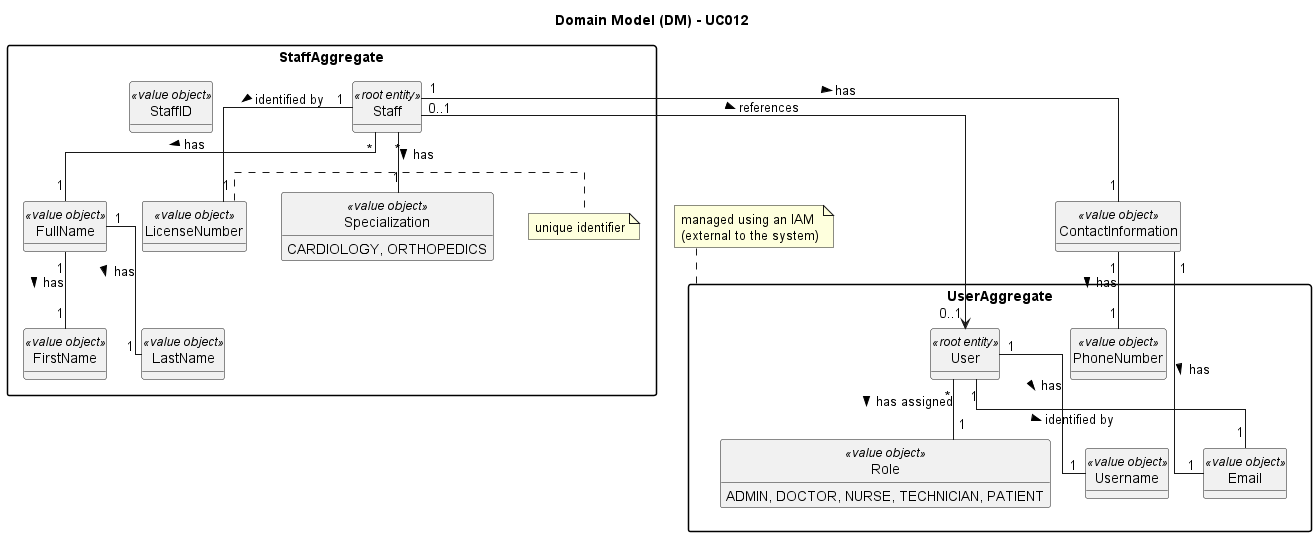 Domain Model (DM) - UC012
StaffAggregate
«value object»
StaffID
identified by
1
«root entity»
Staff
1
has
0..1
references
has
*
*
has
1
1
1
1
«value object»
FullName
1
«value object»
LicenseNumber
«value object»
Specialization
CARDIOLOGY, ORTHOPEDICS
unique identifier
managed using an IAM
(external to the system)
«value object»
ContactInformation
1
has
has
1
1
has
1
1
1
«value object»
FirstName
«value object»
LastName
UserAggregate
0..1
1
«root entity»
User
1
«value object»
PhoneNumber
has
has
has assigned
*
1
identified by
1
1
«value object»
Role
ADMIN, DOCTOR, NURSE, TECHNICIAN, PATIENT
1
«value object»
Username
1
«value object»
Email